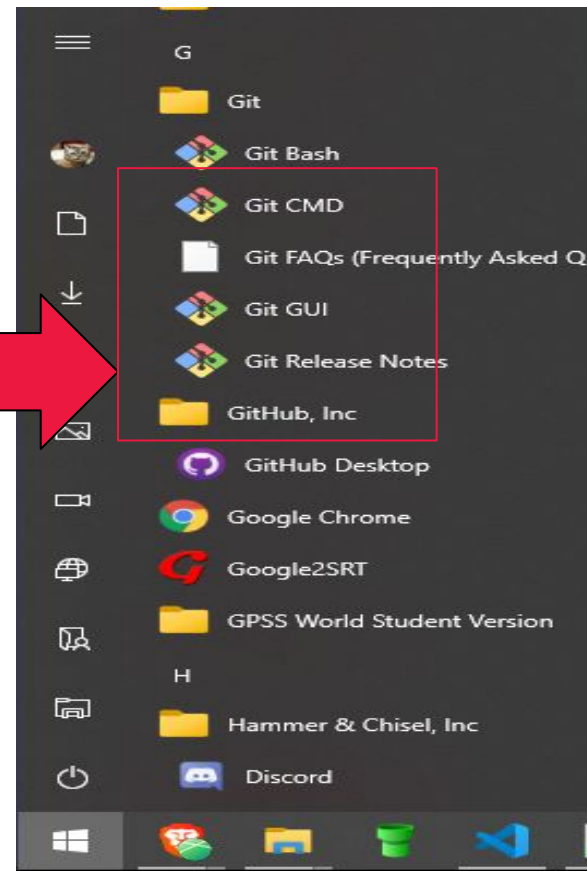 G
Git
Git Bash
Git CMD
Git FAQs (Frequently Asked Q
Git GUI
Git Release Notes
GitHub, Inc
GitHub Desktop
Google Chrome
Google2SRT
GPSS World Student Version
H
Hammer & Chisel, Inc
Discord